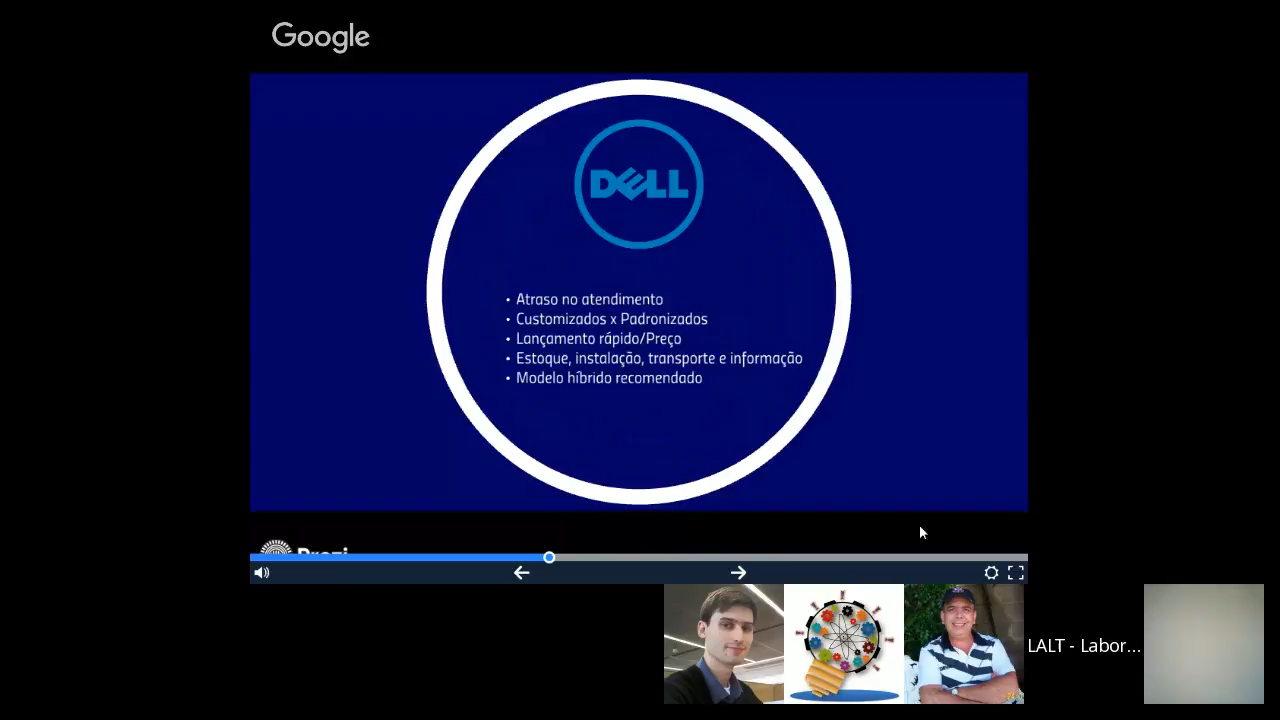 Google
DELL
• Atraso no atendimento
• Customizados x Padronizados
• Lançamento rápido/Preço
• Estoque, instalação, transporte e informação
• Modelo híbrido recomendado
Prezi
LALT - Labor...